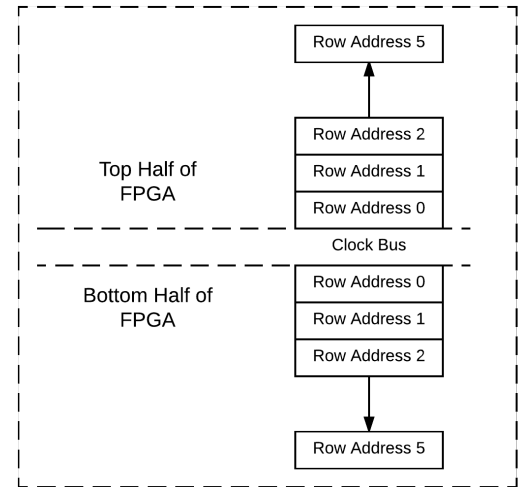 Row Address 5
Row Address 2
Row Address 1
Row Address 0
Top Half of
FPGA
Clock Bus
Bottom Half of
FPGA
Row Address 0
Row Address 1
Row Address 2
Row Address 5